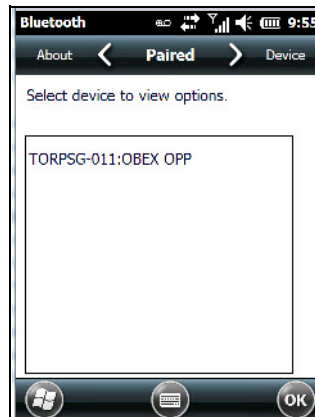 Bluetooth 9:55
About Paired Device
Select device to view options.
TORPSG-011:OBEX OPP
OK